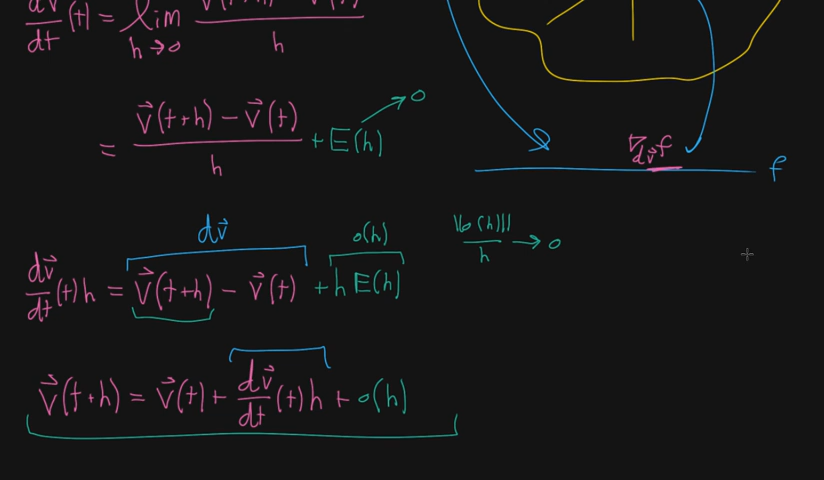 dv⃗/dt (t) = lim h→0 v⃗(t+h) - v⃗(t) / h
= v⃗(t+h) - v⃗(t) / h + E(h) → 0
∇dv⃗ f
f
dv⃗
o(h)
||o(h)|| / h → 0
dv⃗/dt (t) h = v⃗(t+h) - v⃗(t) + h E(h)
v⃗(t+h) = v⃗(t) + dv⃗/dt (t) h + o(h)